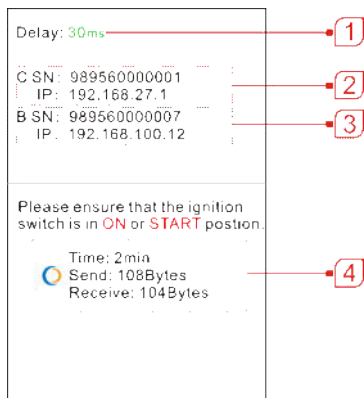 Delay: 30ms
1
C SN: 989560000001
IP: 192.168.27.1
2
B SN: 989560000007
IP: 192.168.100.12
3
Please ensure that the ignition
switch is in ON or START postion.
Time: 2min
Send: 108Bytes
Receive: 104Bytes
4